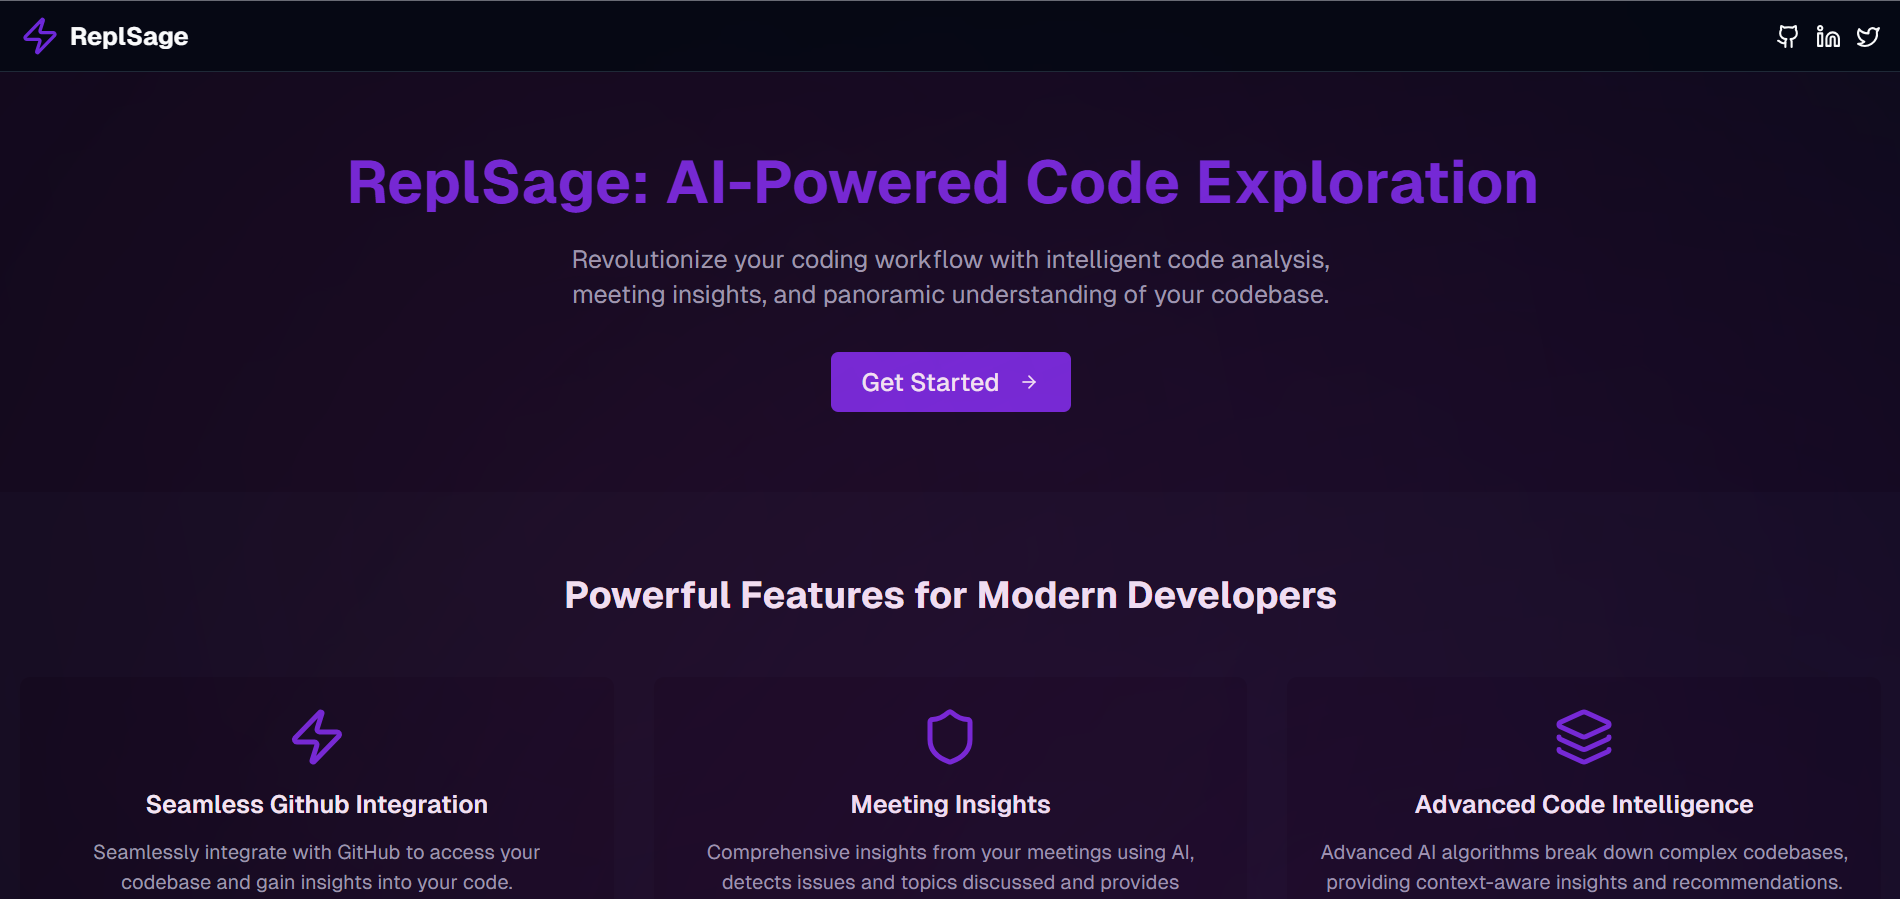 ReplSage
ReplSage: AI-Powered Code Exploration
Revolutionize your coding workflow with intelligent code analysis,
meeting insights, and panoramic understanding of your codebase.
Get Started
Powerful Features for Modern Developers
Seamless Github Integration
Seamlessly integrate with GitHub to access your
codebase and gain insights into your code.
Meeting Insights
Comprehensive insights from your meetings using AI,
detects issues and topics discussed and provides
Advanced Code Intelligence
Advanced AI algorithms break down complex codebases,
providing context-aware insights and recommendations.